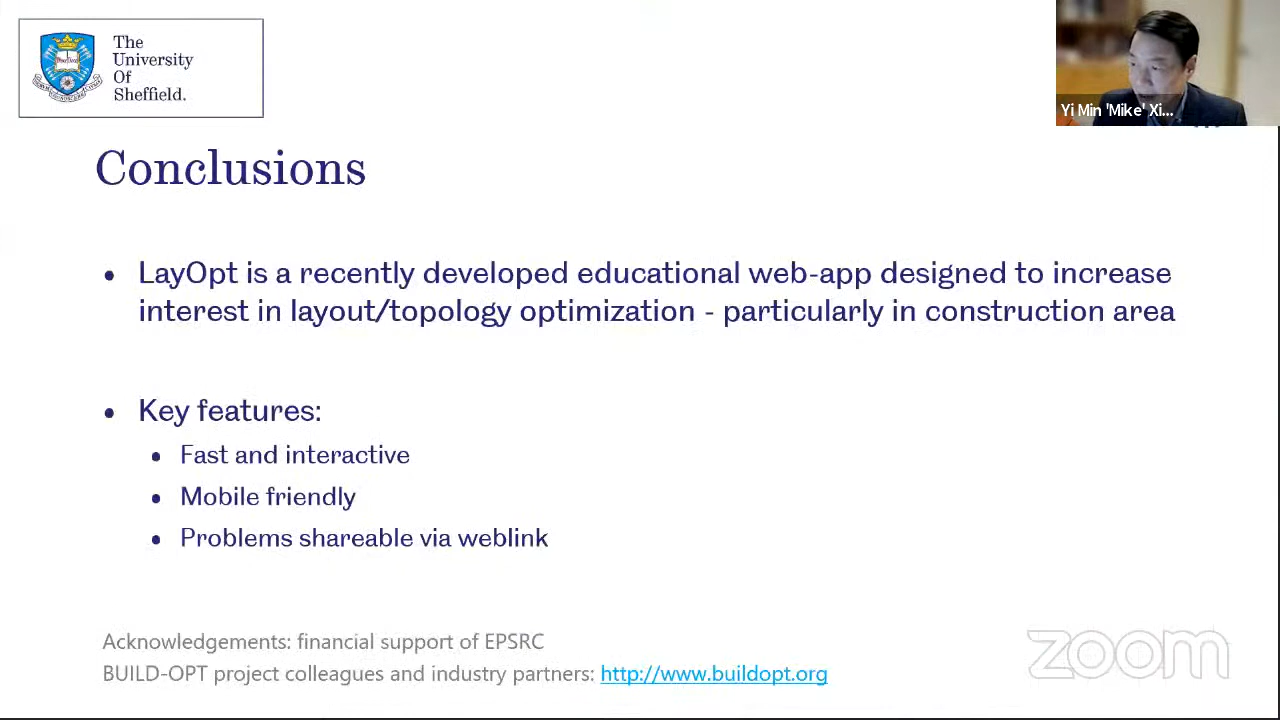 The
University
Of
Sheffield.
Yi Min 'Mike' Xi...
Conclusions
• LayOpt is a recently developed educational web-app designed to increase
interest in layout/topology optimization - particularly in construction area
• Key features:
• Fast and interactive
• Mobile friendly
• Problems shareable via weblink
Acknowledgements: financial support of EPSRC
BUILD-OPT project colleagues and industry partners: http://www.buildopt.org
zoom